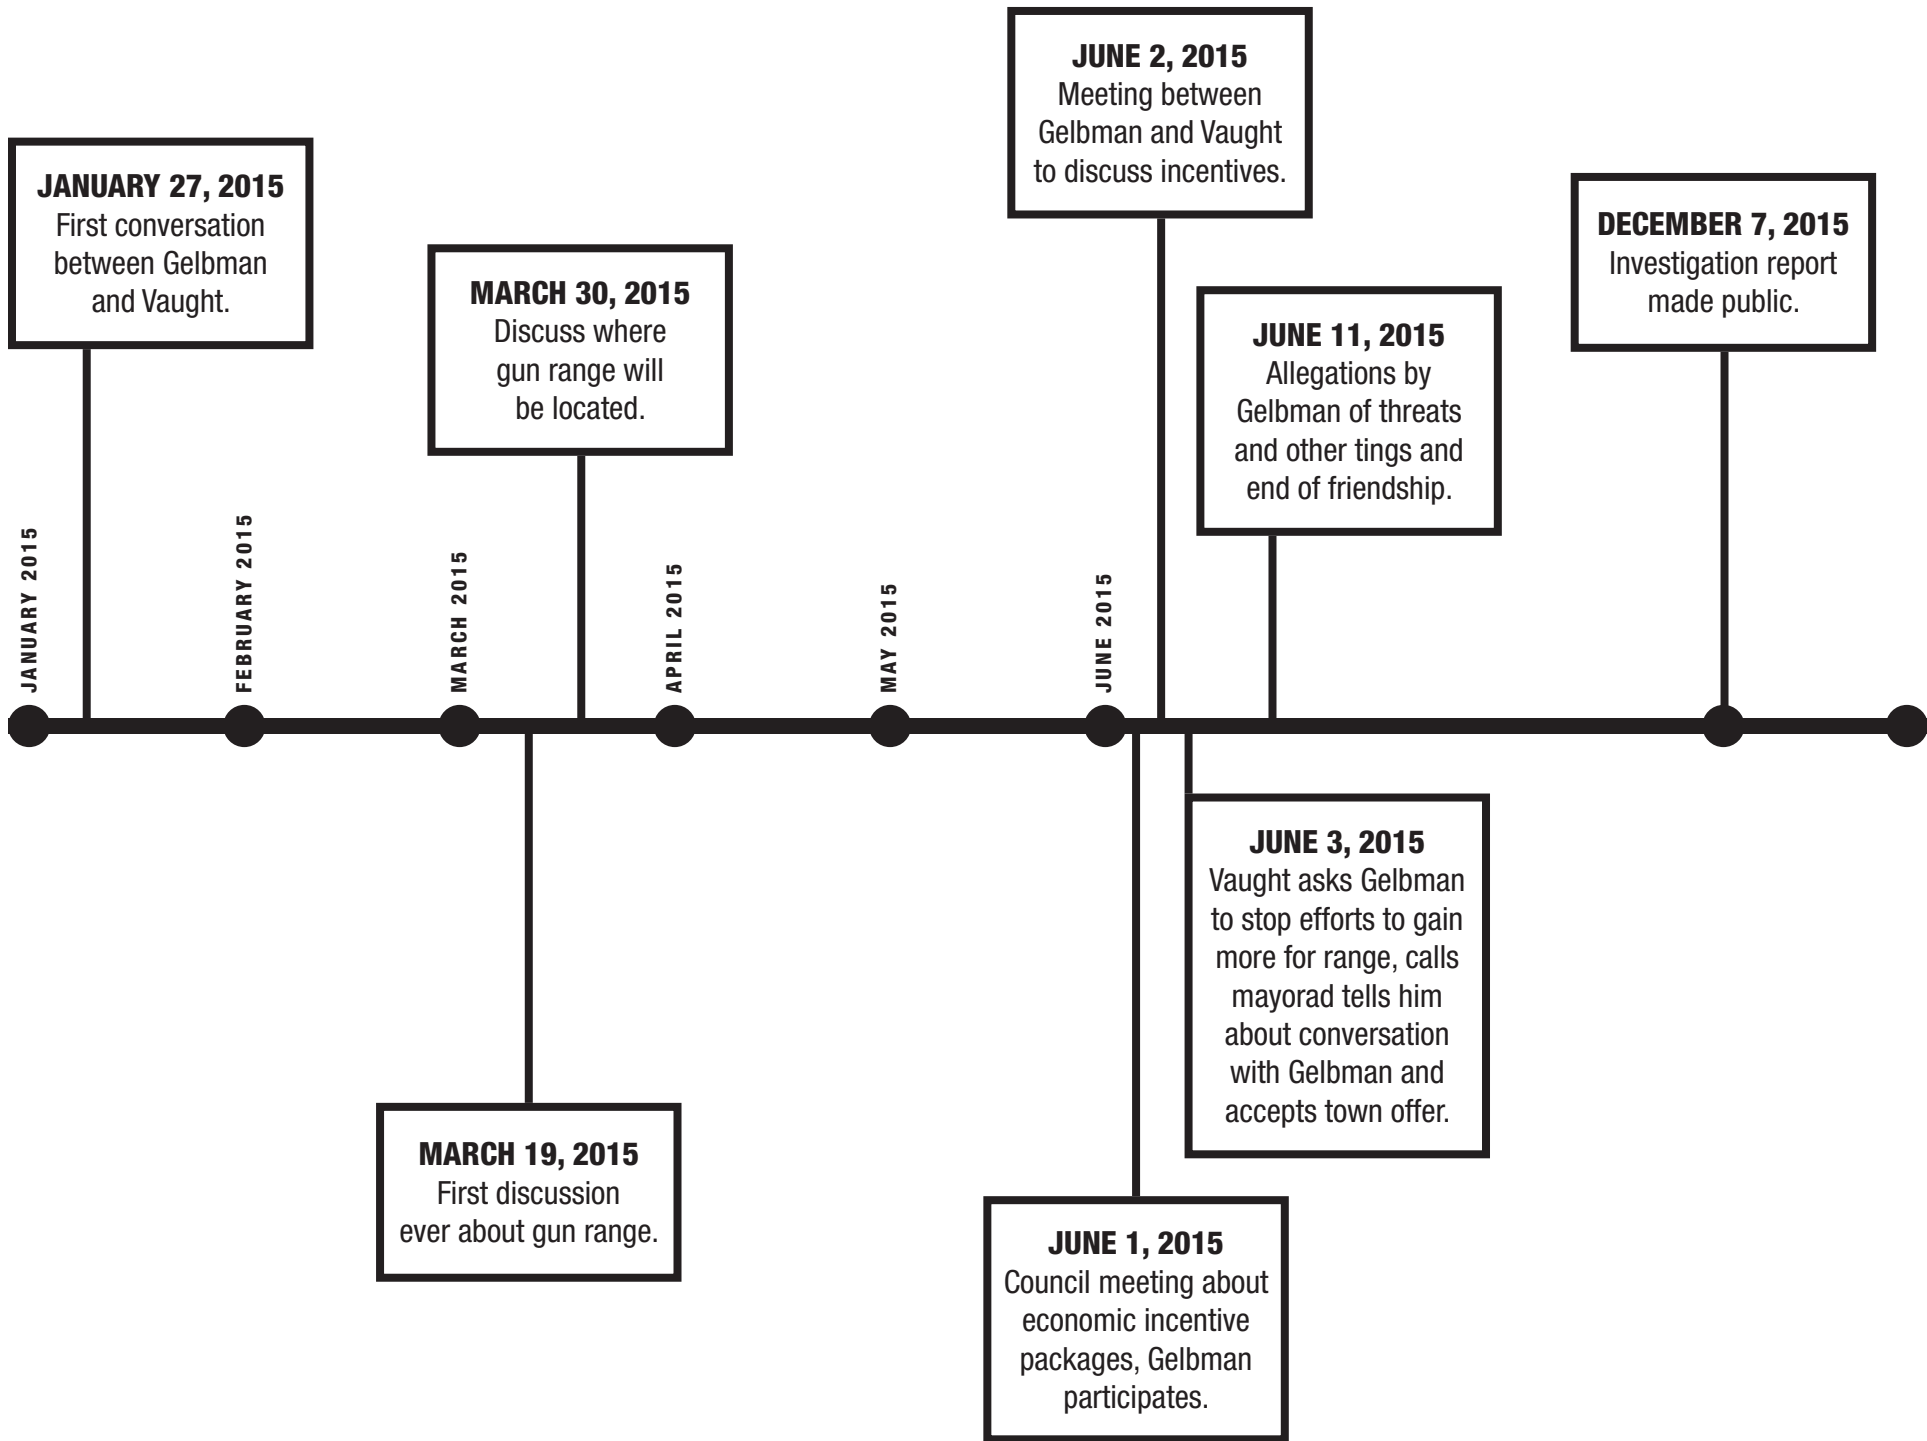 JANUARY 27, 2015
First conversation
between Gelbman
and Vaught.
MARCH 30, 2015
Discuss where
gun range will
be located.
JUNE 2, 2015
Meeting between
Gelbman and Vaught
to discuss incentives.
JUNE 11, 2015
Allegations by
Gelbman of threats
and other tings and
end of friendship.
DECEMBER 7, 2015
Investigation report
made public.
JANUARY 2015
FEBRUARY 2015
MARCH 2015
APRIL 2015
MAY 2015
JUNE 2015
MARCH 19, 2015
First discussion
ever about gun range.
JUNE 1, 2015
Council meeting about
economic incentive
packages, Gelbman
participates.
JUNE 3, 2015
Vaught asks Gelbman
to stop efforts to gain
more for range, calls
mayorad tells him
about conversation
with Gelbman and
accepts town offer.